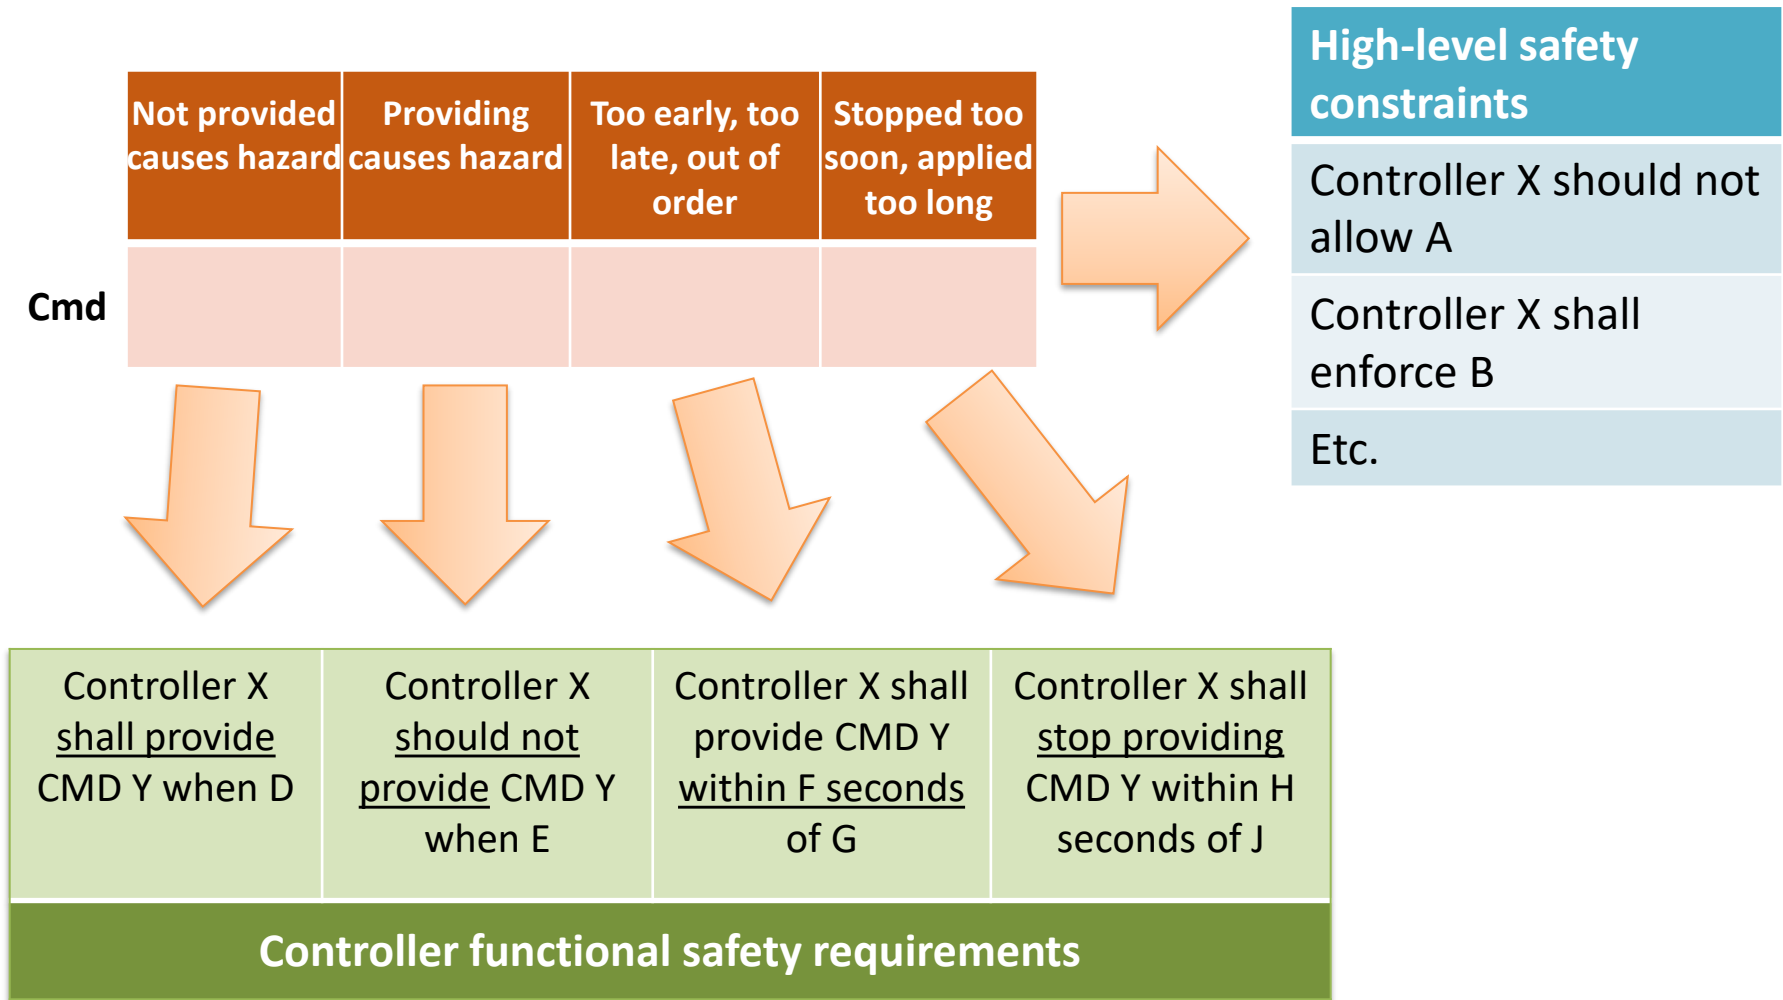 Not provided
causes hazard
Providing
causes hazard
Too early, too
late, out of
order
Stopped too
soon, applied
too long
Cmd
High-level safety
constraints
Controller X should not
allow A
Controller X shall
enforce B
Etc.
Controller X
shall provide
CMD Y when D
Controller X
should not
provide CMD Y
when E
Controller X shall
provide CMD Y
within F seconds
of G
Controller X shall
stop providing
CMD Y within H
seconds of J
Controller functional safety requirements